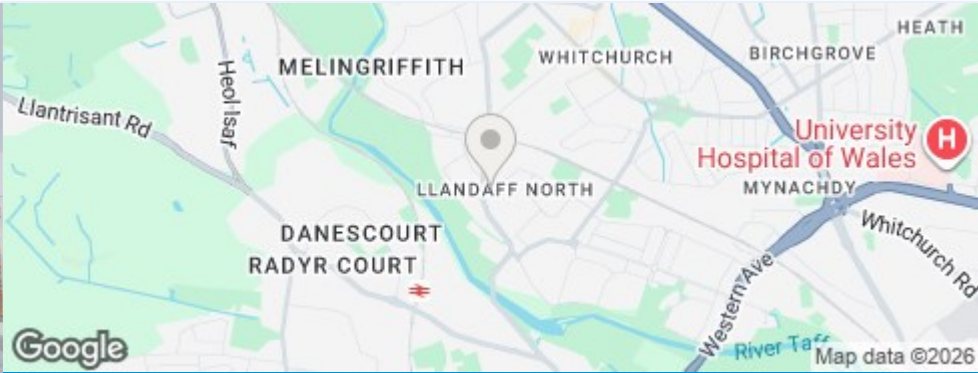 HEATH
WHITCHURCH
BIRCHGROVE
MELINGRIFFITH
Llantrisant Rd
Heol-Isaf
University
Hospital of Wales
H
LLANDAFF NORTH
MYNACHDY
DANESCOURT
RADYR COURT
Whitchurch Rd
Western Ave
River Taff
Google
Map data ©2026